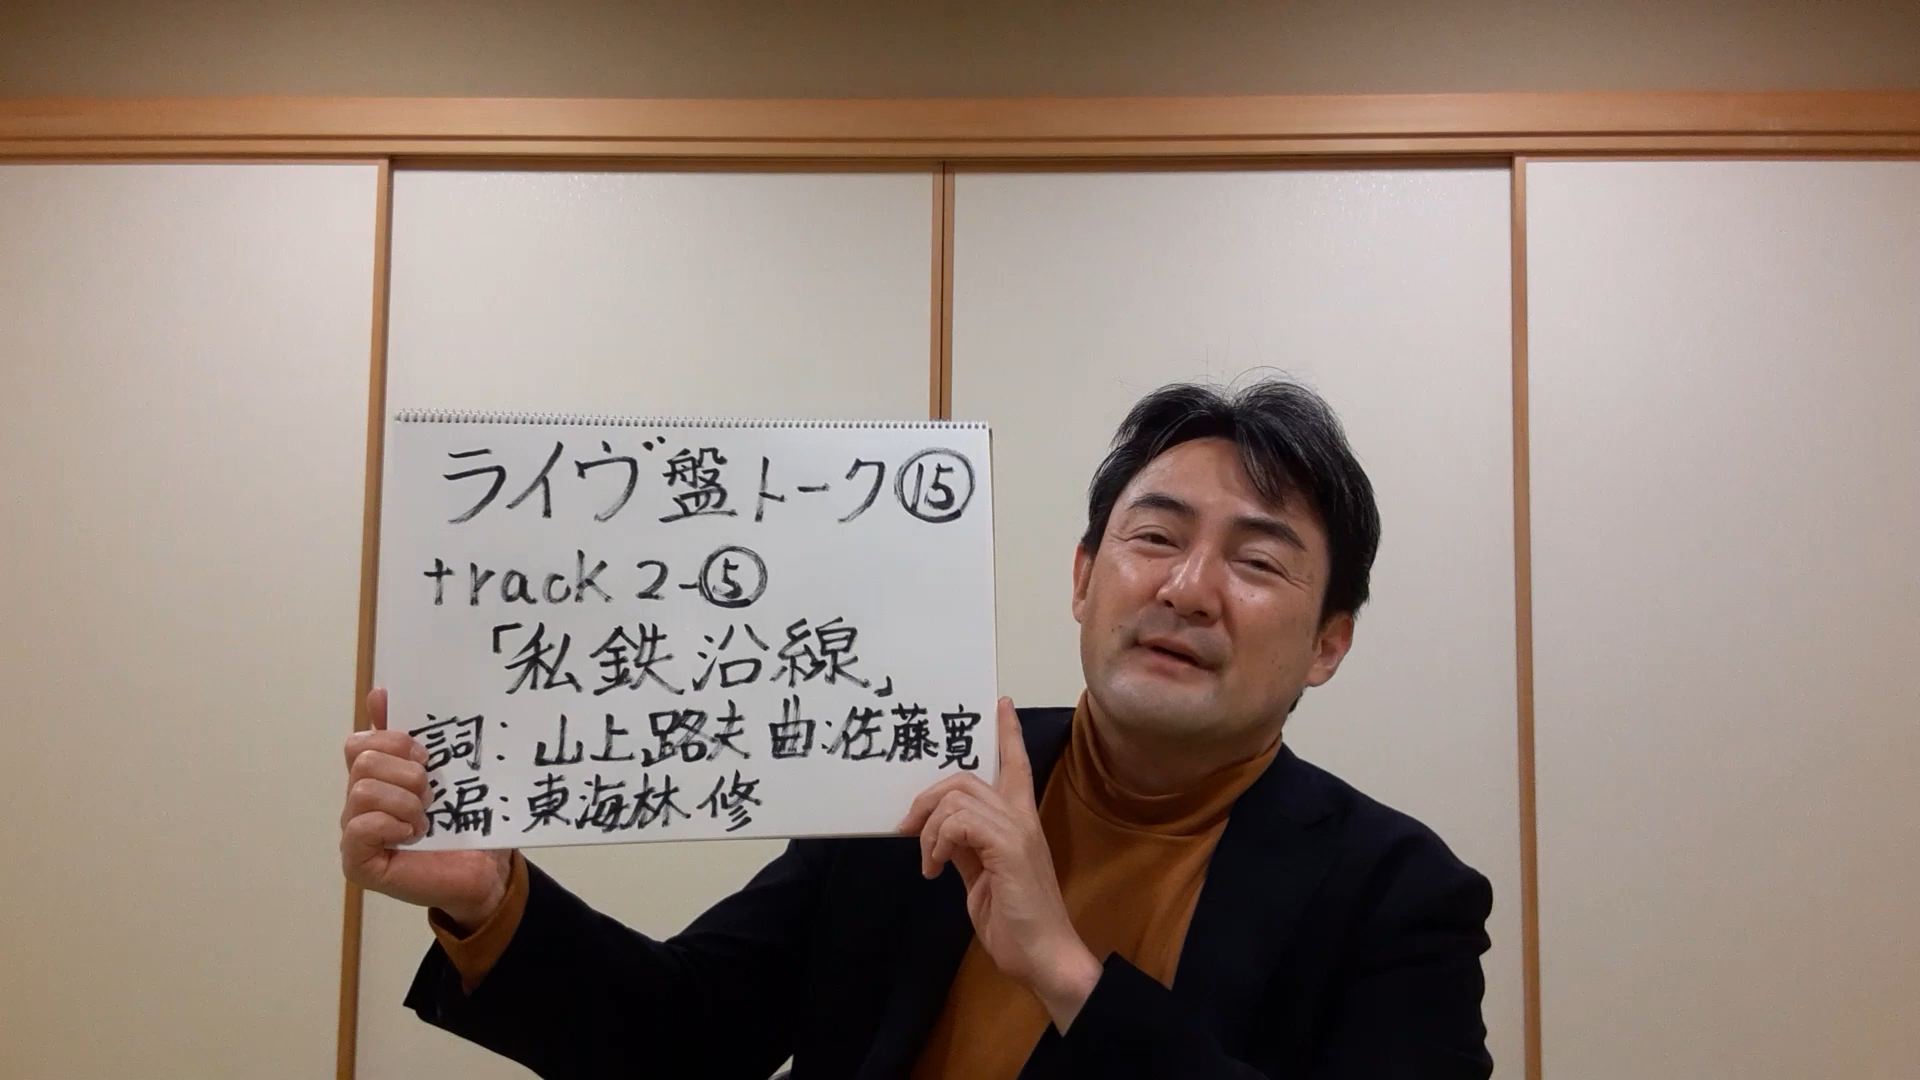 ライヴ盤トーク⑮
track 2-⑤
「私鉄沿線」
詞：山上路夫 曲：佐藤寛
編：東海林修